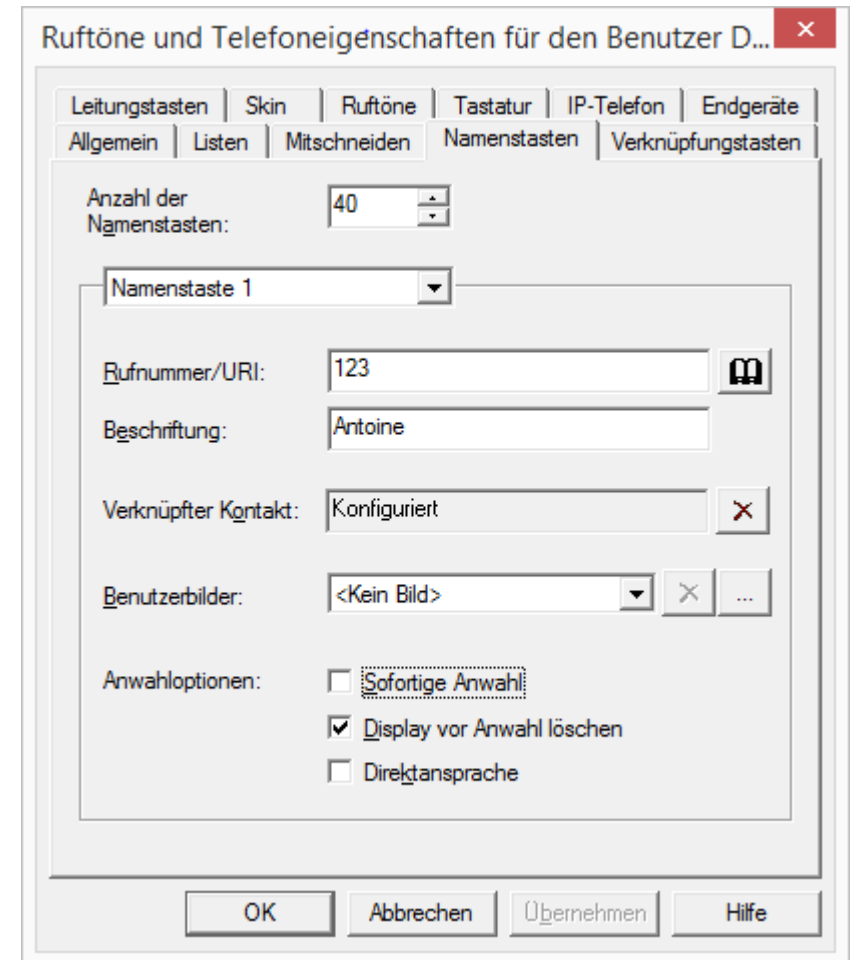 Ruftöne und Telefoneigenschaften für den Benutzer D...
Leitungstasten Skin Ruftöne Tastatur IP-Telefon Endgeräte
Allgemein Listen Mitschneiden Namenstasten Verknüpfungstasten
Anzahl der
Namenstasten: 40
Namenstaste 1
Rufnummer/URI: 123
Beschriftung: Antoine
Verknüpfter Kontakt: Konfiguriert
Benutzerbilder: <Kein Bild> ...
Anwahloptionen: Sofortige Anwahl
Display vor Anwahl löschen
Direktansprache
OK Abbrechen Übernehmen Hilfe